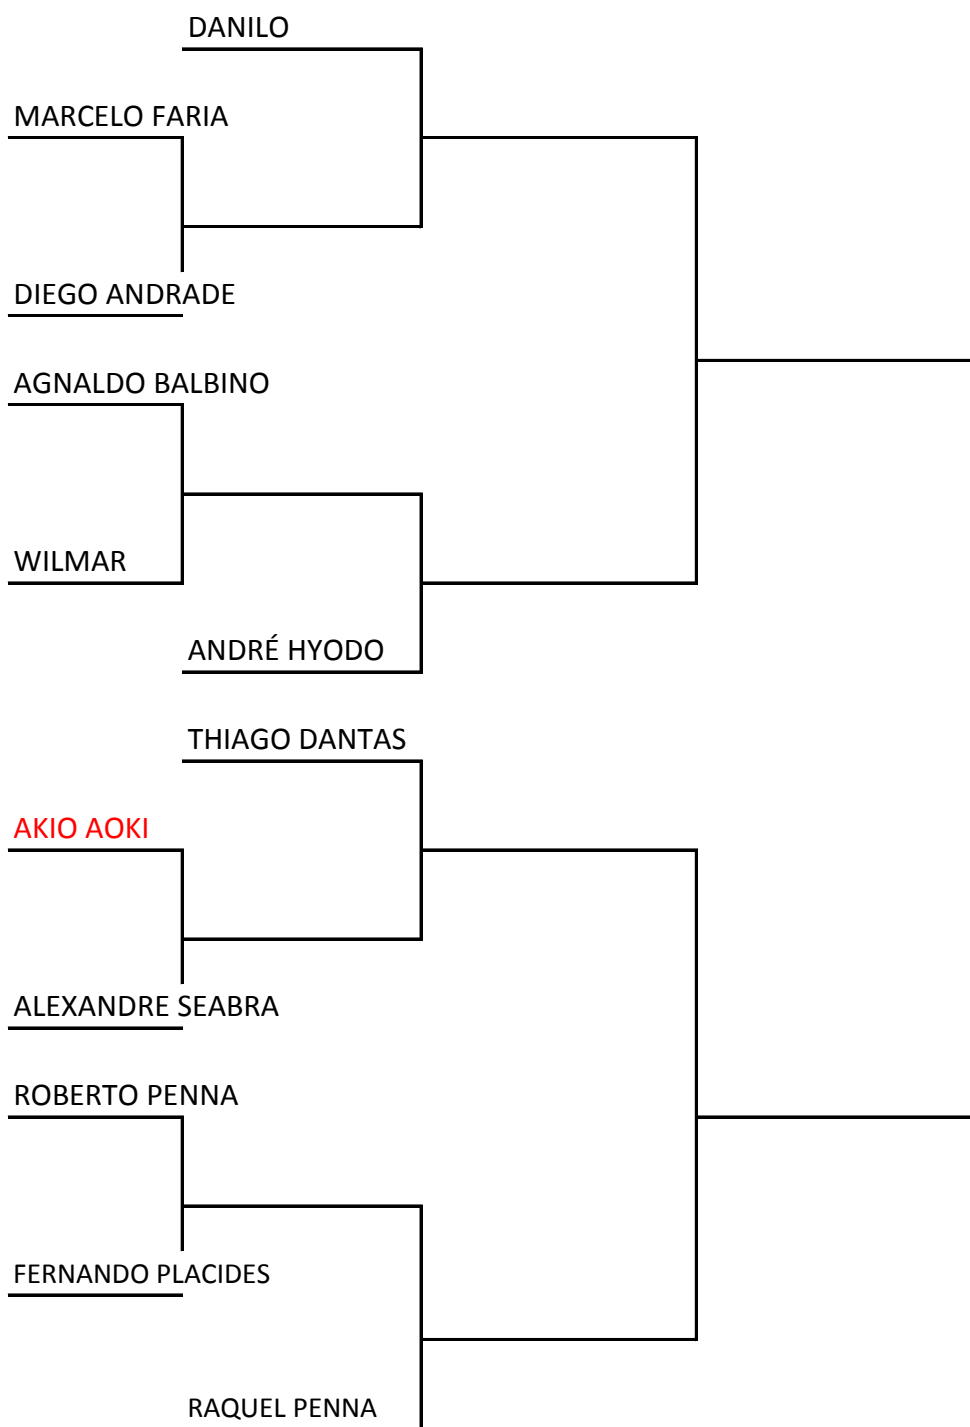 DANILO
MARCELO FARIA
DIEGO ANDRADE
AGNALDO BALBINO
WILMAR
ANDRÉ HYODO
THIAGO DANTAS
AKIO AOKI
ALEXANDRE SEABRA
ROBERTO PENNA
FERNANDO PLACIDES
RAQUEL PENNA